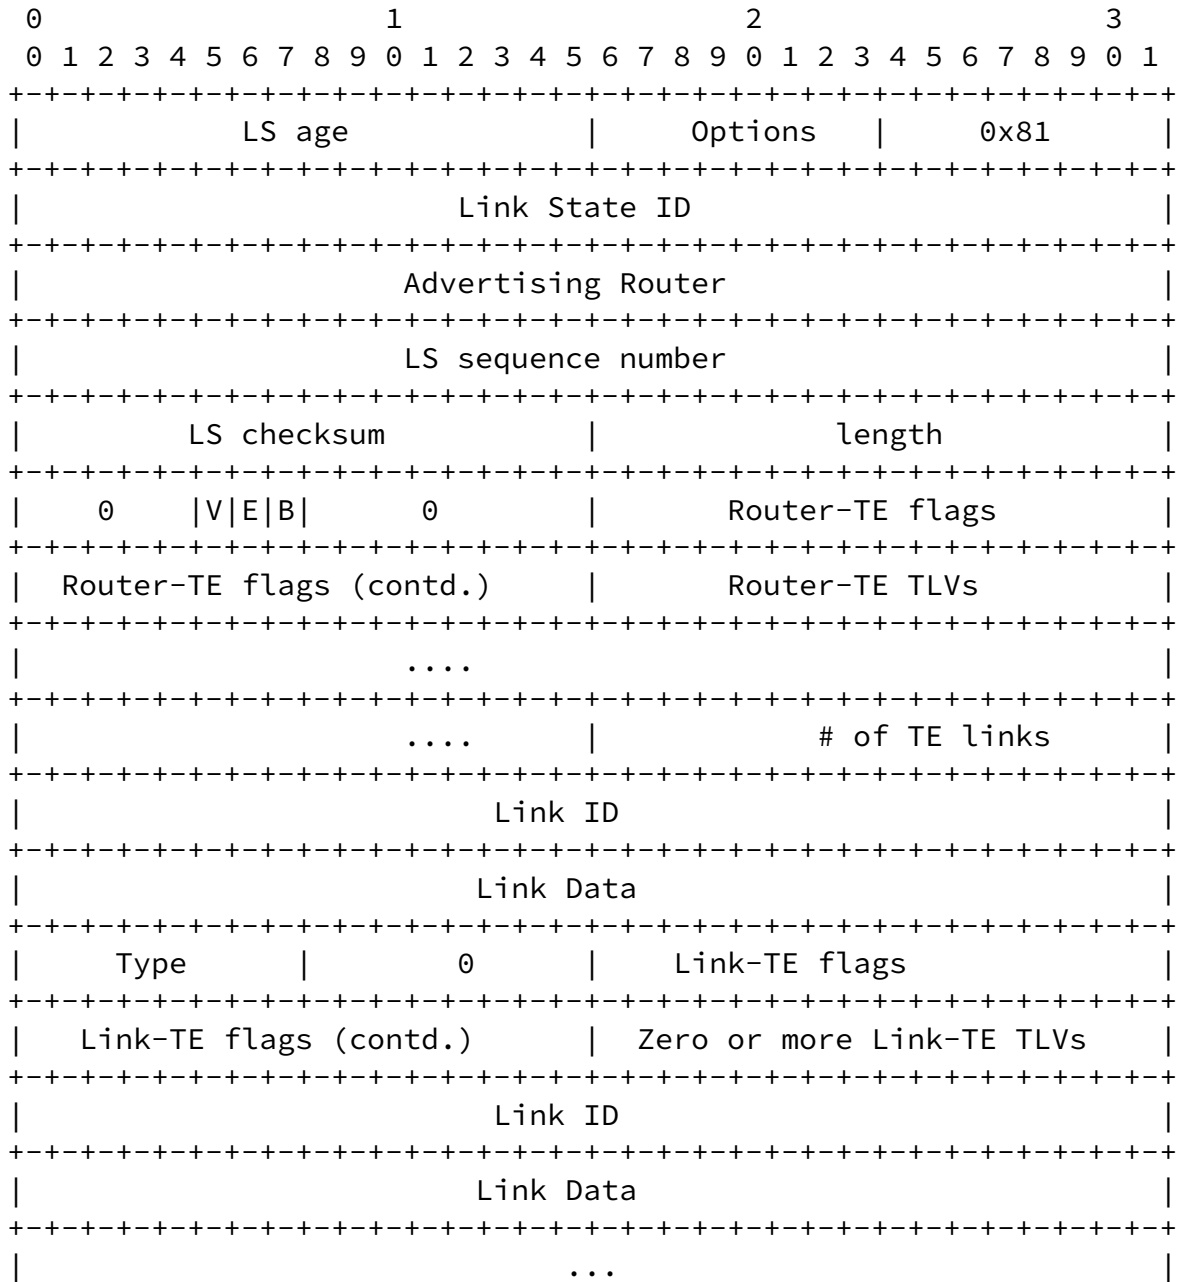 0                   1                   2                   3
 0 1 2 3 4 5 6 7 8 9 0 1 2 3 4 5 6 7 8 9 0 1 2 3 4 5 6 7 8 9 0 1
+-+-+-+-+-+-+-+-+-+-+-+-+-+-+-+-+-+-+-+-+-+-+-+-+-+-+-+-+-+-+-+-+
|            LS age             |     Options   |     0x81      |
+-+-+-+-+-+-+-+-+-+-+-+-+-+-+-+-+-+-+-+-+-+-+-+-+-+-+-+-+-+-+-+-+
|                        Link State ID                          |
+-+-+-+-+-+-+-+-+-+-+-+-+-+-+-+-+-+-+-+-+-+-+-+-+-+-+-+-+-+-+-+-+
|                     Advertising Router                        |
+-+-+-+-+-+-+-+-+-+-+-+-+-+-+-+-+-+-+-+-+-+-+-+-+-+-+-+-+-+-+-+-+
|                     LS sequence number                        |
+-+-+-+-+-+-+-+-+-+-+-+-+-+-+-+-+-+-+-+-+-+-+-+-+-+-+-+-+-+-+-+-+
|         LS checksum           |             length            |
+-+-+-+-+-+-+-+-+-+-+-+-+-+-+-+-+-+-+-+-+-+-+-+-+-+-+-+-+-+-+-+-+
|    0    |V|E|B|      0        |       Router-TE flags         |
+-+-+-+-+-+-+-+-+-+-+-+-+-+-+-+-+-+-+-+-+-+-+-+-+-+-+-+-+-+-+-+-+
|  Router-TE flags (contd.)     |       Router-TE TLVs          |
+-+-+-+-+-+-+-+-+-+-+-+-+-+-+-+-+-+-+-+-+-+-+-+-+-+-+-+-+-+-+-+-+
|                     ....                                      |
+-+-+-+-+-+-+-+-+-+-+-+-+-+-+-+-+-+-+-+-+-+-+-+-+-+-+-+-+-+-+-+-+
|                     ....      |            # of TE links      |
+-+-+-+-+-+-+-+-+-+-+-+-+-+-+-+-+-+-+-+-+-+-+-+-+-+-+-+-+-+-+-+-+
|                          Link ID                              |
+-+-+-+-+-+-+-+-+-+-+-+-+-+-+-+-+-+-+-+-+-+-+-+-+-+-+-+-+-+-+-+-+
|                         Link Data                             |
+-+-+-+-+-+-+-+-+-+-+-+-+-+-+-+-+-+-+-+-+-+-+-+-+-+-+-+-+-+-+-+-+
|     Type      |        0      |    Link-TE flags              |
+-+-+-+-+-+-+-+-+-+-+-+-+-+-+-+-+-+-+-+-+-+-+-+-+-+-+-+-+-+-+-+-+
|   Link-TE flags (contd.)      |  Zero or more Link-TE TLVs    |
+-+-+-+-+-+-+-+-+-+-+-+-+-+-+-+-+-+-+-+-+-+-+-+-+-+-+-+-+-+-+-+-+
|                          Link ID                              |
+-+-+-+-+-+-+-+-+-+-+-+-+-+-+-+-+-+-+-+-+-+-+-+-+-+-+-+-+-+-+-+-+
|                         Link Data                             |
+-+-+-+-+-+-+-+-+-+-+-+-+-+-+-+-+-+-+-+-+-+-+-+-+-+-+-+-+-+-+-+-+
|                              ...                              |